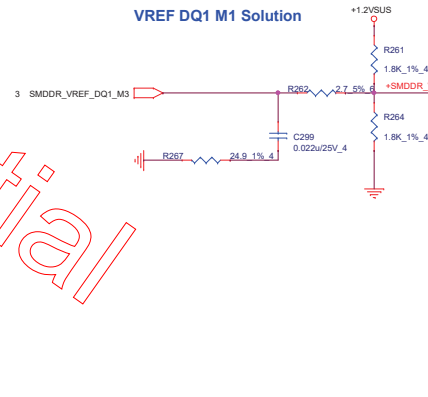 VREF DQ1 M1 Solution
+1.2VSUS
R261
1.8K_1%_4
3 SMDDR_VREF_DQ1_M3
R262 2.7_5%_6
+SMDDR_
R264
1.8K_1%_4
C299
0.022u/25V_4
R267 24.9_1%_4
tial